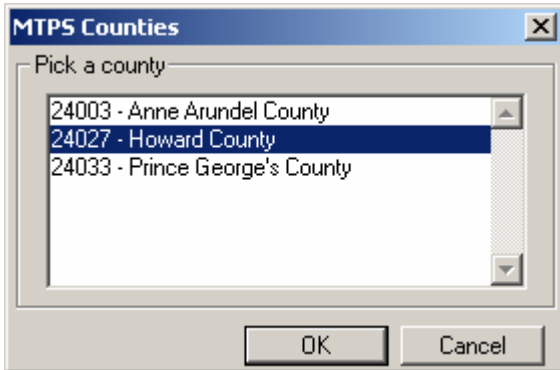 MTPS Counties
Pick a county
24003 - Anne Arundel County
24027 - Howard County
24033 - Prince George's County
OK
Cancel